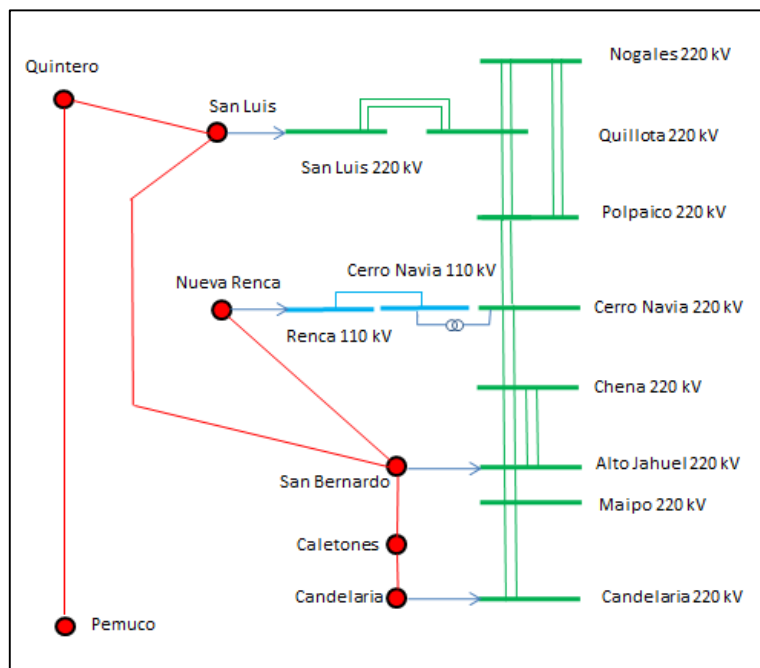 Nogales 220 kV
Quintero
San Luis
Quillota 220 kV
San Luis 220 kV
Polpaico 220 kV
Cerro Navia 110 kV
Nueva Renca
Cerro Navia 220 kV
Renca 110 kV
Chena 220 kV
Alto Jahuel 220 kV
San Bernardo
Maipo 220 kV
Caletones
Candelaria
Candelaria 220 kV
Pemuco